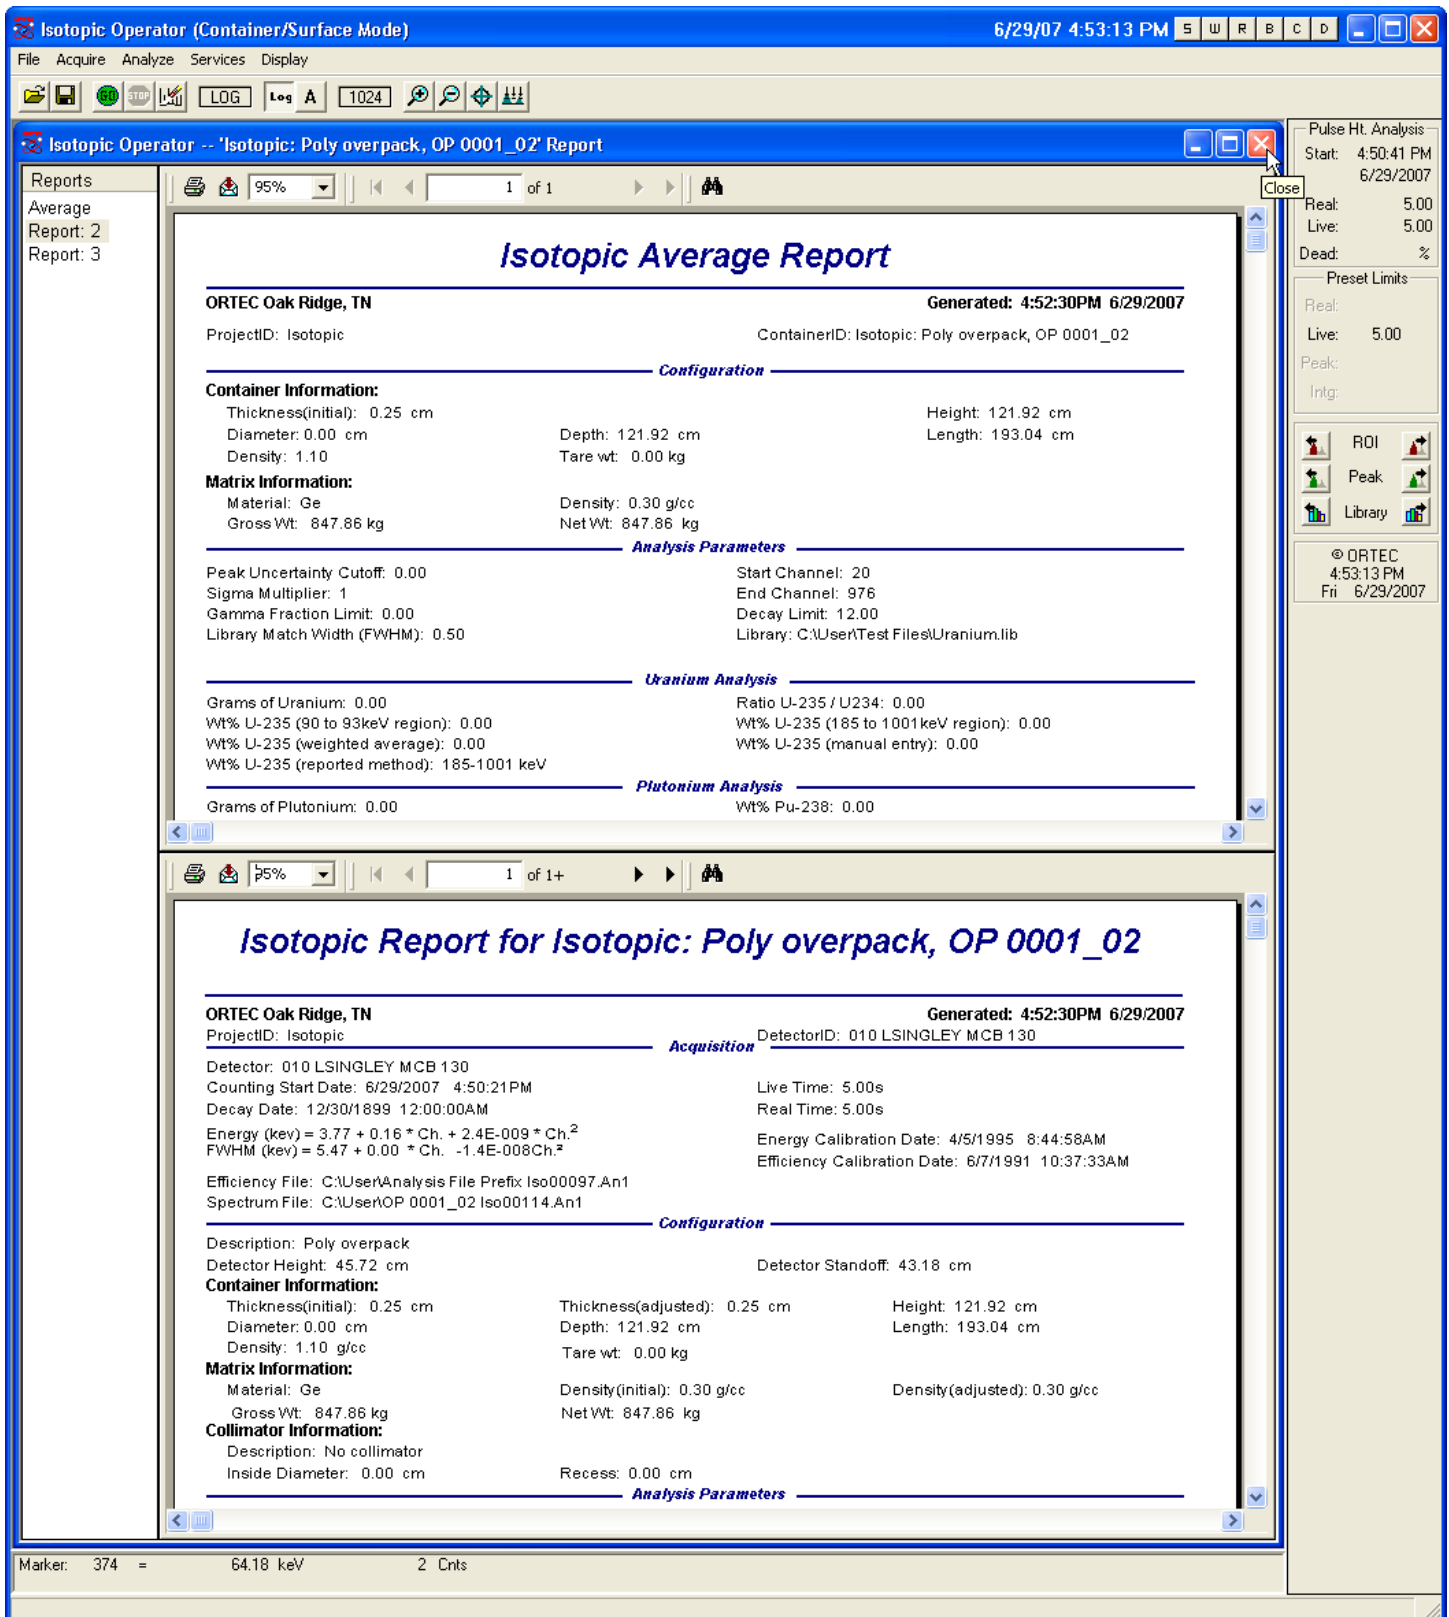 Isotopic Operator (Container/Surface Mode) 6/29/07 4:53:13 PM S W R B C D
File Acquire Analyze Services Display
GO STOP LOG Log A 1024
Isotopic Operator -- 'Isotopic: Poly overpack, OP 0001_02' Report
Close
Reports
Average
Report: 2
Report: 3
95% 1 of 1
Isotopic Average Report
ORTEC Oak Ridge, TN Generated: 4:52:30PM 6/29/2007
ProjectID: Isotopic ContainerID: Isotopic: Poly overpack, OP 0001_02
Configuration
Container Information:
Thickness(initial): 0.25 cm Height: 121.92 cm
Diameter: 0.00 cm Depth: 121.92 cm Length: 193.04 cm
Density: 1.10 Tare wt: 0.00 kg
Matrix Information:
Material: Ge Density: 0.30 g/cc
Gross Wt: 847.86 kg Net Wt: 847.86 kg
Analysis Parameters
Peak Uncertainty Cutoff: 0.00 Start Channel: 20
Sigma Multiplier: 1 End Channel: 976
Gamma Fraction Limit: 0.00 Decay Limit: 12.00
Library Match Width (FWHM): 0.50 Library: C:\User\Test Files\Uranium.lib
Uranium Analysis
Grams of Uranium: 0.00 Ratio U-235 / U234: 0.00
Wt% U-235 (90 to 93keV region): 0.00 Wt% U-235 (185 to 1001keV region): 0.00
Wt% U-235 (weighted average): 0.00 Wt% U-235 (manual entry): 0.00
Wt% U-235 (reported method): 185-1001 keV
Plutonium Analysis
Grams of Plutonium: 0.00 Wt% Pu-238: 0.00
95% 1 of 1+
Isotopic Report for Isotopic: Poly overpack, OP 0001_02
ORTEC Oak Ridge, TN Generated: 4:52:30PM 6/29/2007
ProjectID: Isotopic DetectorID: 010 LSINGLEY MCB 130
Acquisition
Detector: 010 LSINGLEY MCB 130
Counting Start Date: 6/29/2007 4:50:21PM Live Time: 5.00s
Decay Date: 12/30/1899 12:00:00AM Real Time: 5.00s
Energy (kev) = 3.77 + 0.16 * Ch. + 2.4E-009 * Ch.² Energy Calibration Date: 4/5/1995 8:44:58AM
FWHM (kev) = 5.47 + 0.00 * Ch. -1.4E-008Ch.² Efficiency Calibration Date: 6/7/1991 10:37:33AM
Efficiency File: C:\User\Analysis File Prefix Iso00097.An1
Spectrum File: C:\User\OP 0001_02 Iso00114.An1
Configuration
Description: Poly overpack
Detector Height: 45.72 cm Detector Standoff: 43.18 cm
Container Information:
Thickness(initial): 0.25 cm Thickness(adjusted): 0.25 cm Height: 121.92 cm
Diameter: 0.00 cm Depth: 121.92 cm Length: 193.04 cm
Density: 1.10 g/cc Tare wt: 0.00 kg
Matrix Information:
Material: Ge Density(initial): 0.30 g/cc Density(adjusted): 0.30 g/cc
Gross Wt: 847.86 kg Net Wt: 847.86 kg
Collimator Information:
Description: No collimator
Inside Diameter: 0.00 cm Recess: 0.00 cm
Analysis Parameters
Pulse Ht. Analysis
Start: 4:50:41 PM
6/29/2007
Real: 5.00
Live: 5.00
Dead: %
Preset Limits
Real:
Live: 5.00
Peak:
Intg:
ROI
Peak
Library
© ORTEC
4:53:13 PM
Fri 6/29/2007
Marker: 374 = 64.18 keV 2 Cnts